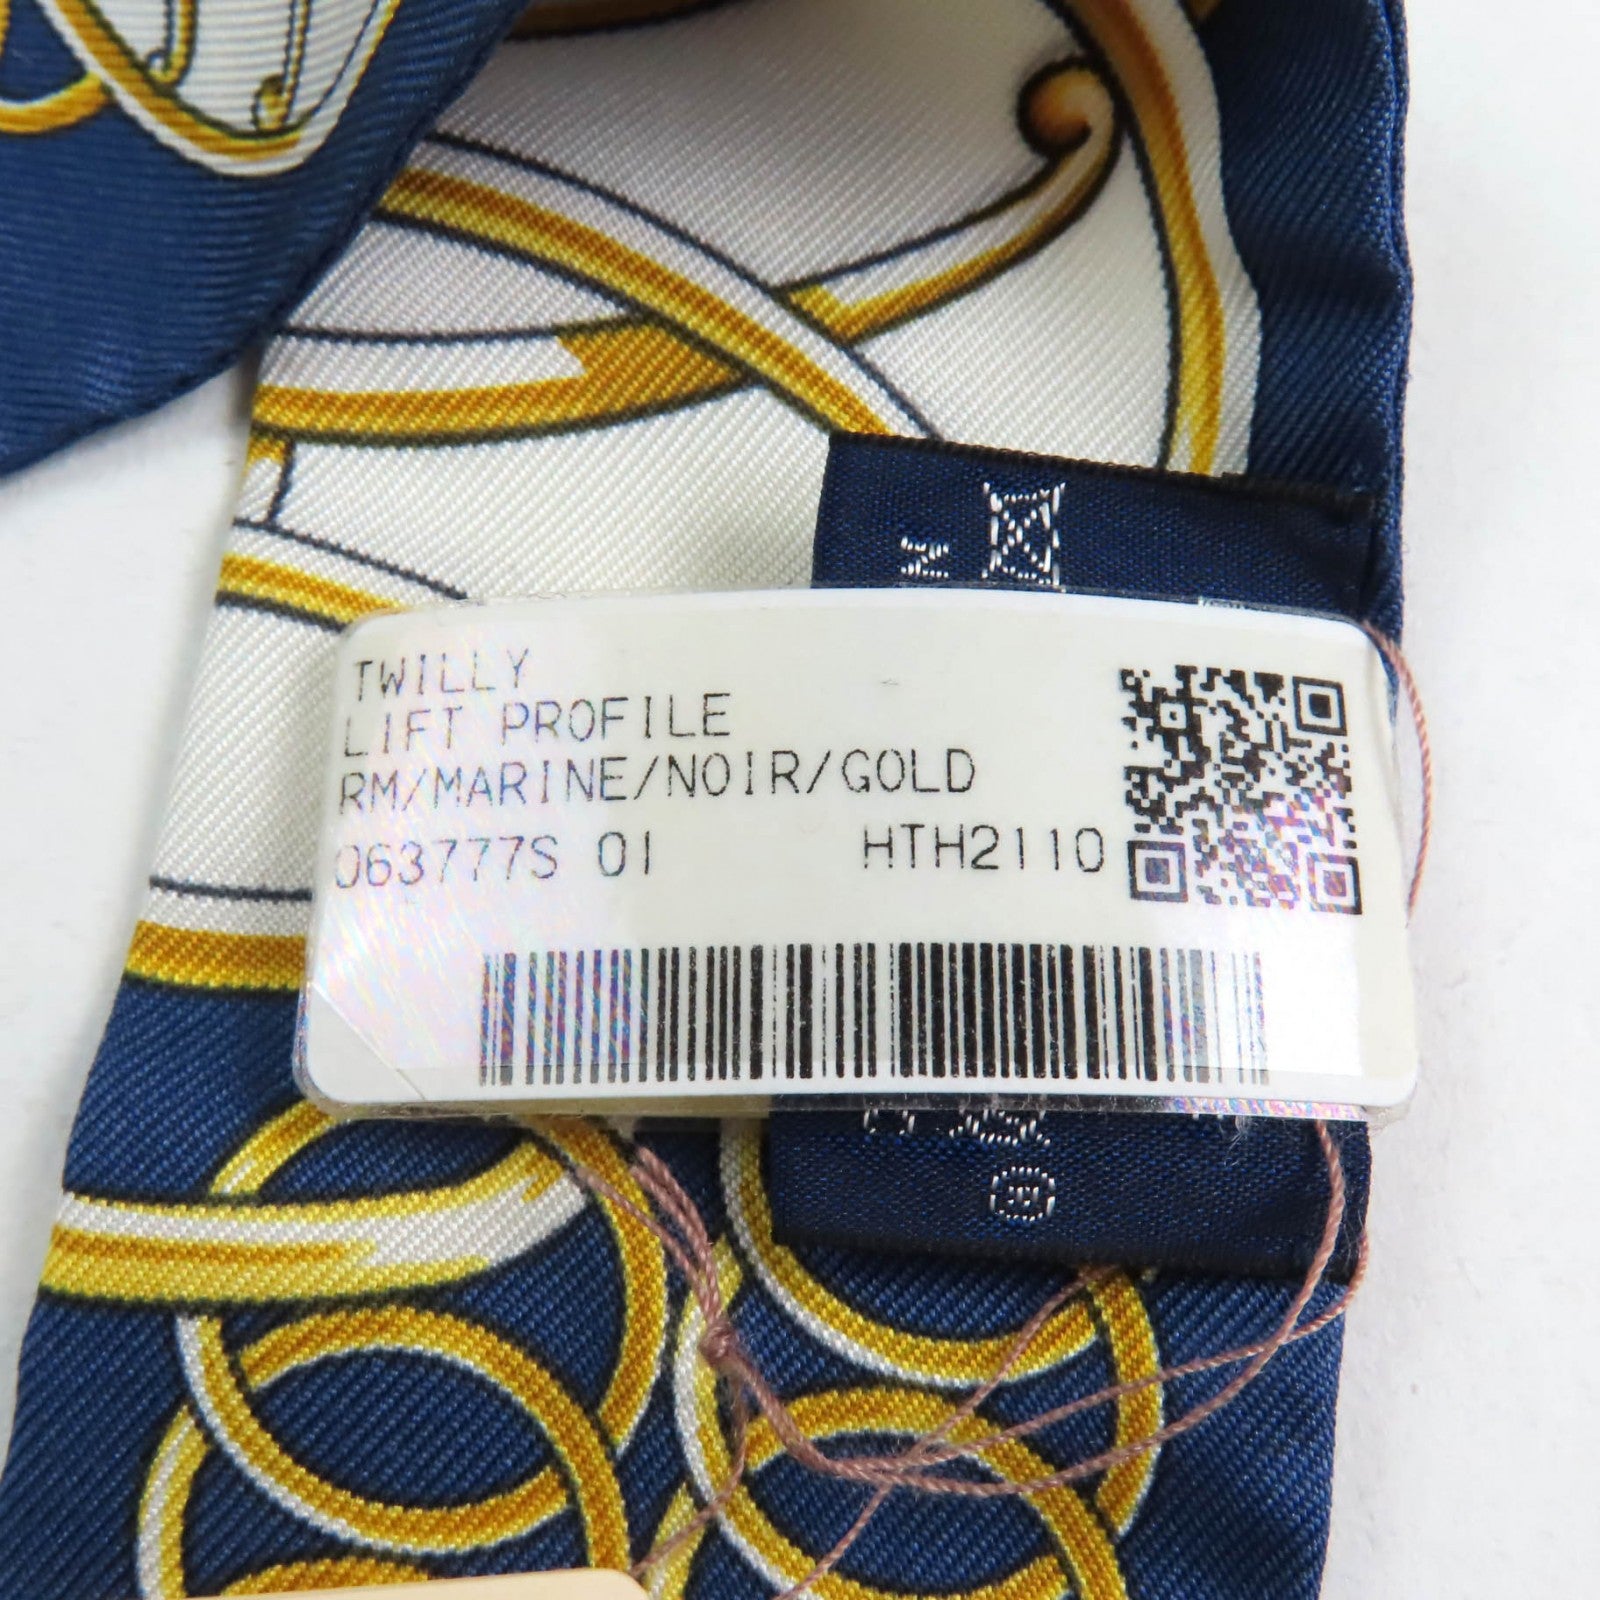 TWILLY
LIFT PROFILE
RM/MARINE/NOIR/GOLD
063777S 01 HTH2110